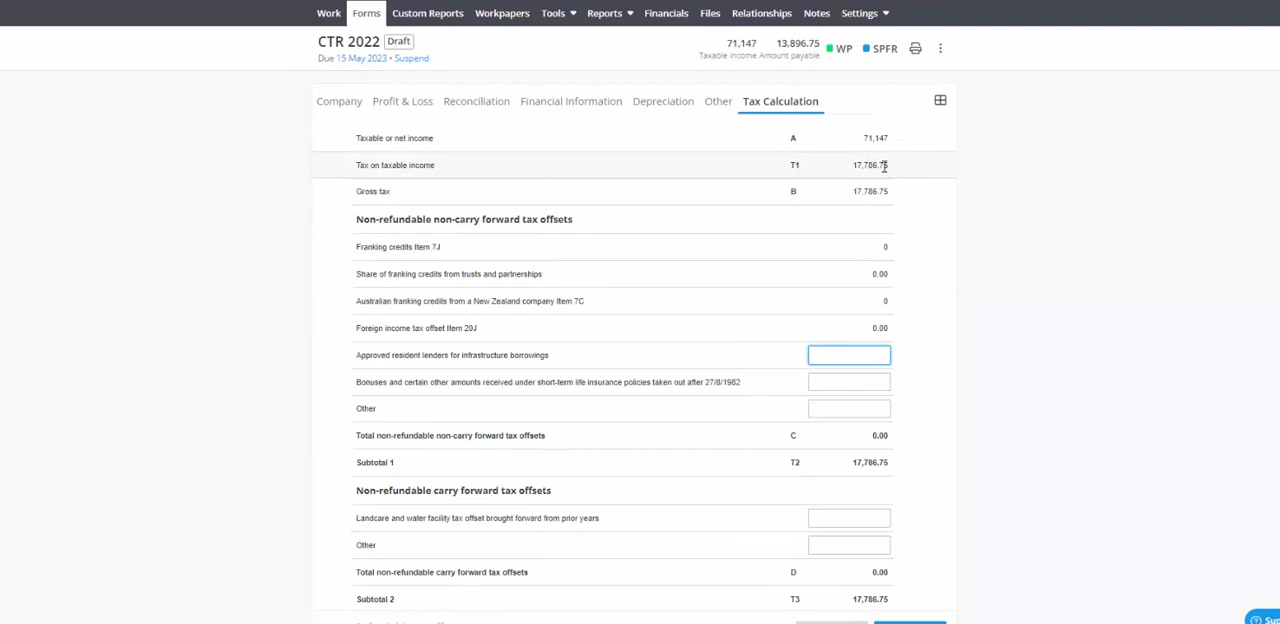 Work Forms Custom Reports Workpapers Tools Reports Financials Files Relationships Notes Settings
CTR 2022 Draft
Due 15 May 2023 • Suspend
71,147 13,896.75 WP SPFR
Taxable income Amount payable
Company Profit & Loss Reconciliation Financial Information Depreciation Other Tax Calculation
Taxable or net income A 71,147
Tax on taxable income T1 17,786.75
Gross tax B 17,786.75
Non-refundable non-carry forward tax offsets
Franking credits Item 7J 0
Share of franking credits from trusts and partnerships 0.00
Australian franking credits from a New Zealand company Item 7C 0
Foreign income tax offset Item 20J 0.00
Approved resident lenders for infrastructure borrowings
Bonuses and certain other amounts received under short-term life insurance policies taken out after 27/8/1982
Other
Total non-refundable non-carry forward tax offsets C 0.00
Subtotal 1 T2 17,786.75
Non-refundable carry forward tax offsets
Landcare and water facility tax offset brought forward from prior years
Other
Total non-refundable carry forward tax offsets D 0.00
Subtotal 2 T3 17,786.75